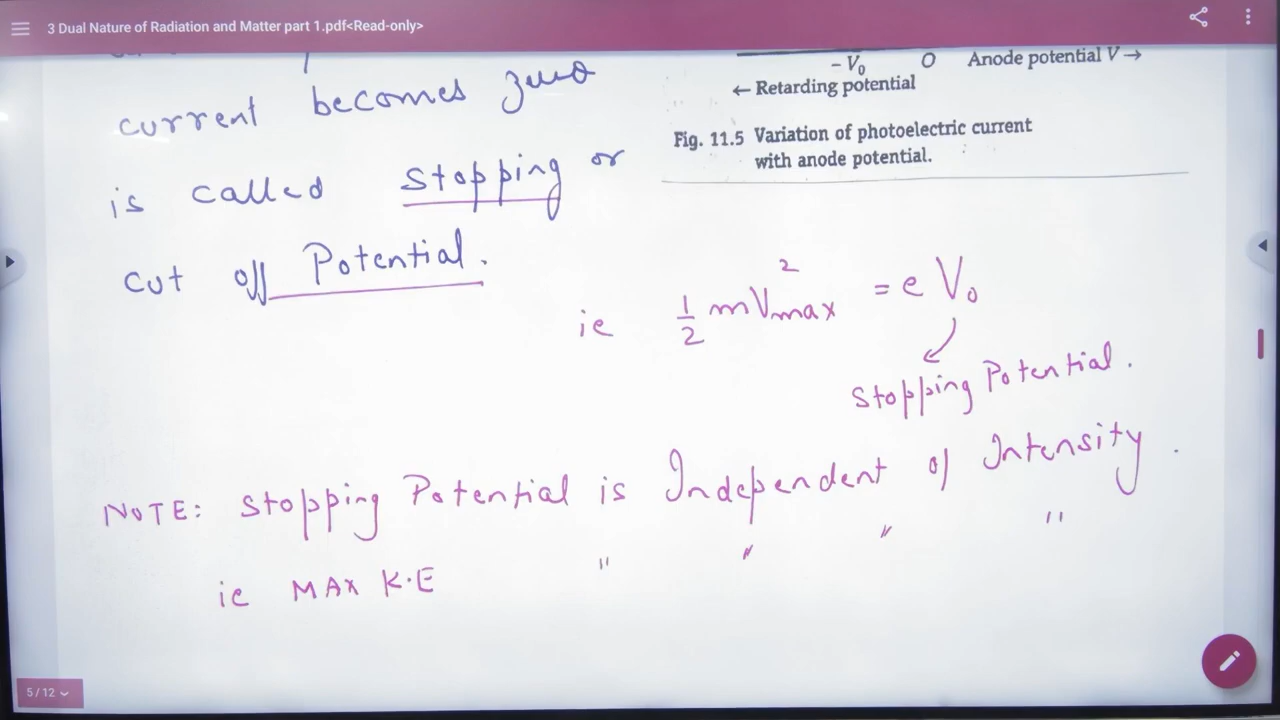 3 Dual Nature of Radiation and Matter part 1.pdf<Read-only>
current becomes zero
is called stopping or
cut off Potential.
- V₀ O Anode potential V →
← Retarding potential
Fig. 11.5 Variation of photoelectric current
with anode potential.
ie 1/2 mVmax² = e V₀
Stopping Potential.
NOTE: Stopping Potential is Independent of Intensity.
ie MAX K.E " " " "
5 / 12